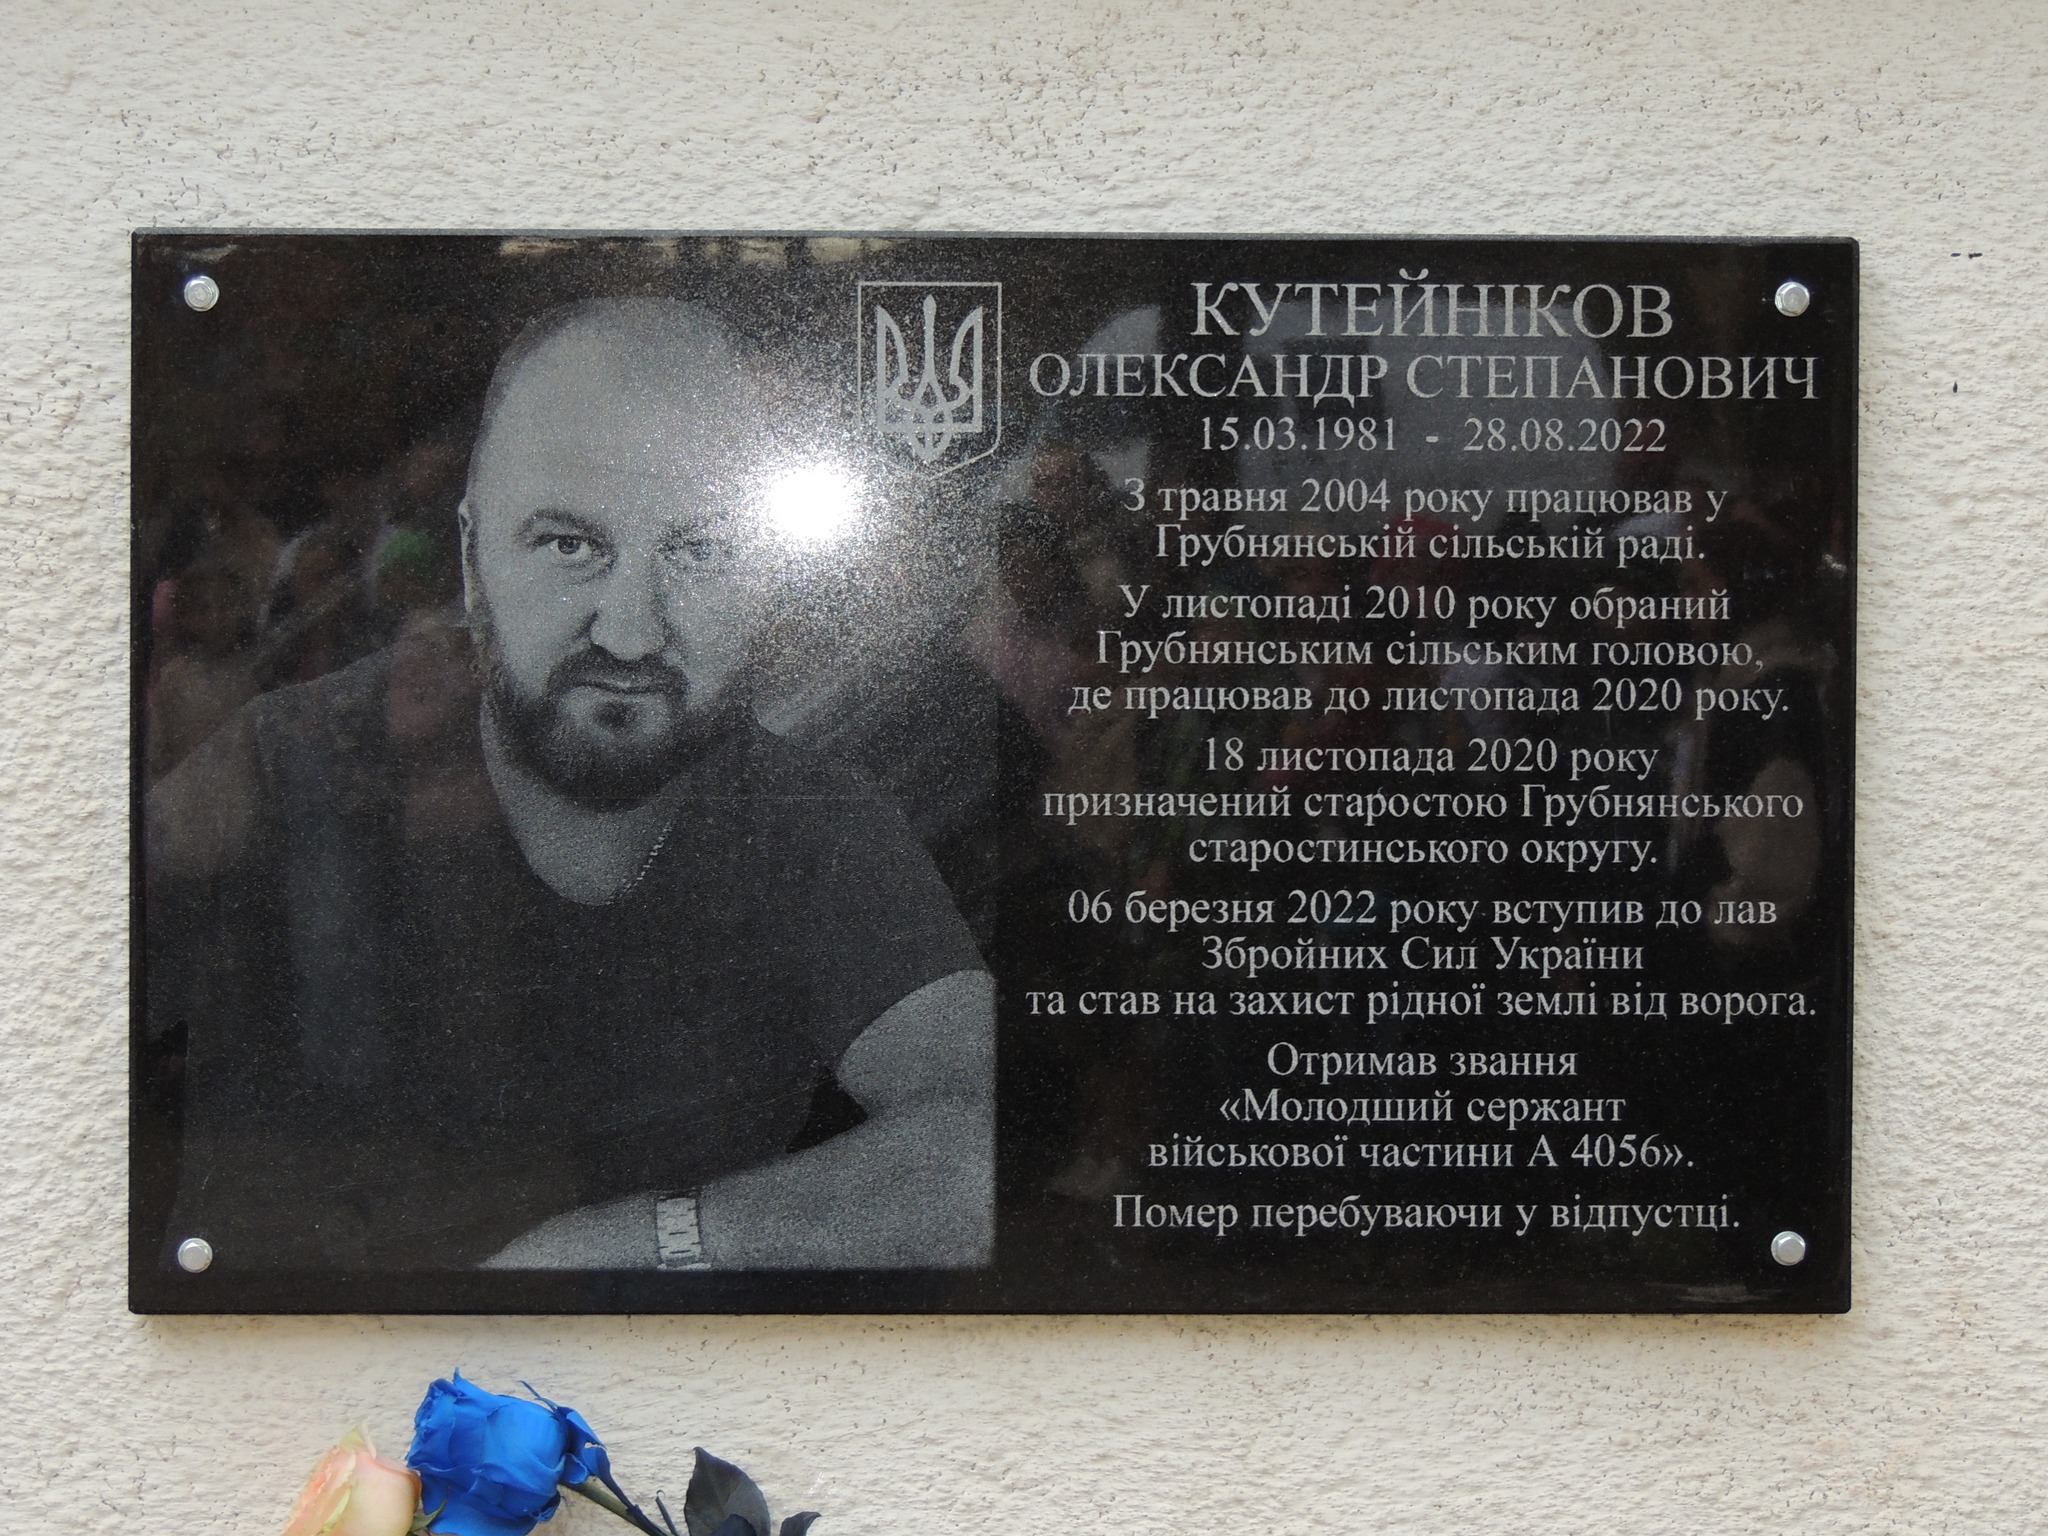 КУТЕЙНІКОВ
ОЛЕКСАНДР СТЕПАНОВИЧ
15.03.1981 - 28.08.2022
З травня 2004 року працював у
Грубнянській сільській раді.
У листопаді 2010 року обраний
Грубнянським сільським головою,
де працював до листопада 2020 року.
18 листопада 2020 року
призначений старостою Грубнянського
старостинського округу.
06 березня 2022 року вступив до лав
Збройних Сил України
та став на захист рідної землі від ворога.
Отримав звання
«Молодший сержант
військової частини А 4056».
Помер перебуваючи у відпустці.